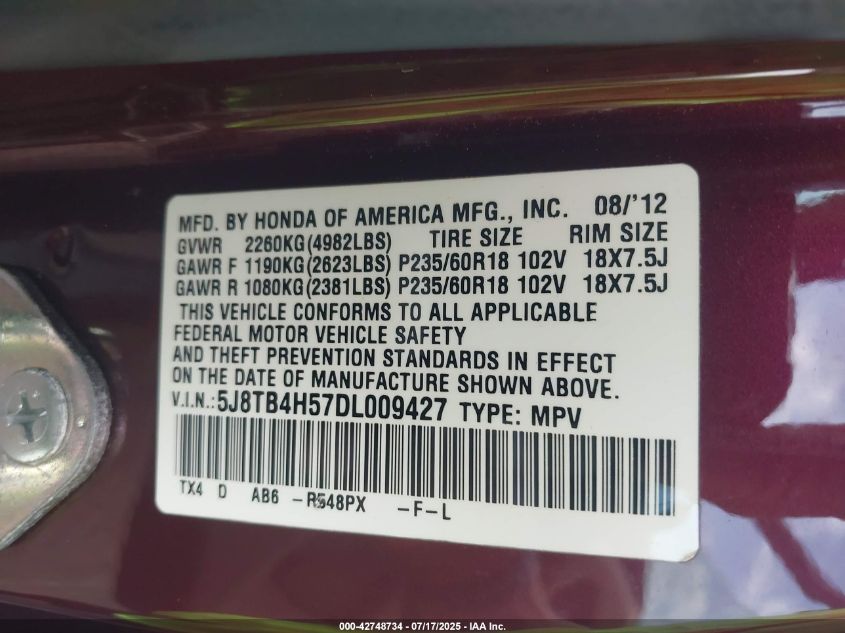 MFD. BY HONDA OF AMERICA MFG., INC. 08/'12
GVWR 2260KG(4982LBS) TIRE SIZE RIM SIZE
GAWR F 1190KG(2623LBS) P235/60R18 102V 18X7.5J
GAWR R 1080KG(2381LBS) P235/60R18 102V 18X7.5J
THIS VEHICLE CONFORMS TO ALL APPLICABLE
FEDERAL MOTOR VEHICLE SAFETY
AND THEFT PREVENTION STANDARDS IN EFFECT
ON THE DATE OF MANUFACTURE SHOWN ABOVE.
V.I.N.:5J8TB4H57DL009427 TYPE: MPV
TX4 D AB6 -R548PX -F-L
000-42748734 / 07/17/2025 - IAA Inc.